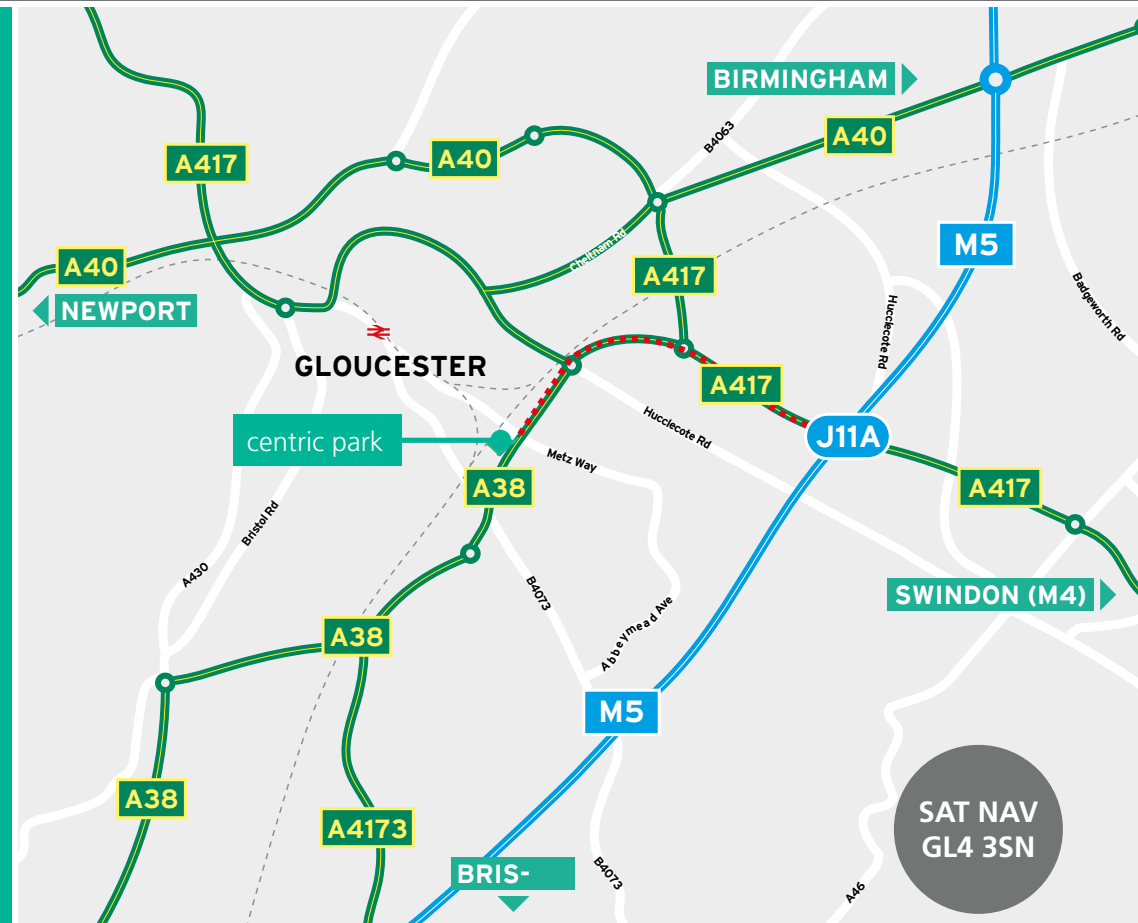 BIRMINGHAM
B4063
A40
A40
A417
Cheltnam Rd
M5
A40
A417
NEWPORT
Badgeworth Rd
Hucclecote Rd
GLOUCESTER
A417
Hucclecote Rd
J11A
centric park
Metz Way
A38
A417
Bristol Rd
A430
B4073
SWINDON (M4)
Abbeymead Ave
A38
M5
A38
A4173
SAT NAV
GL4 3SN
BRIS-
B4073
A46